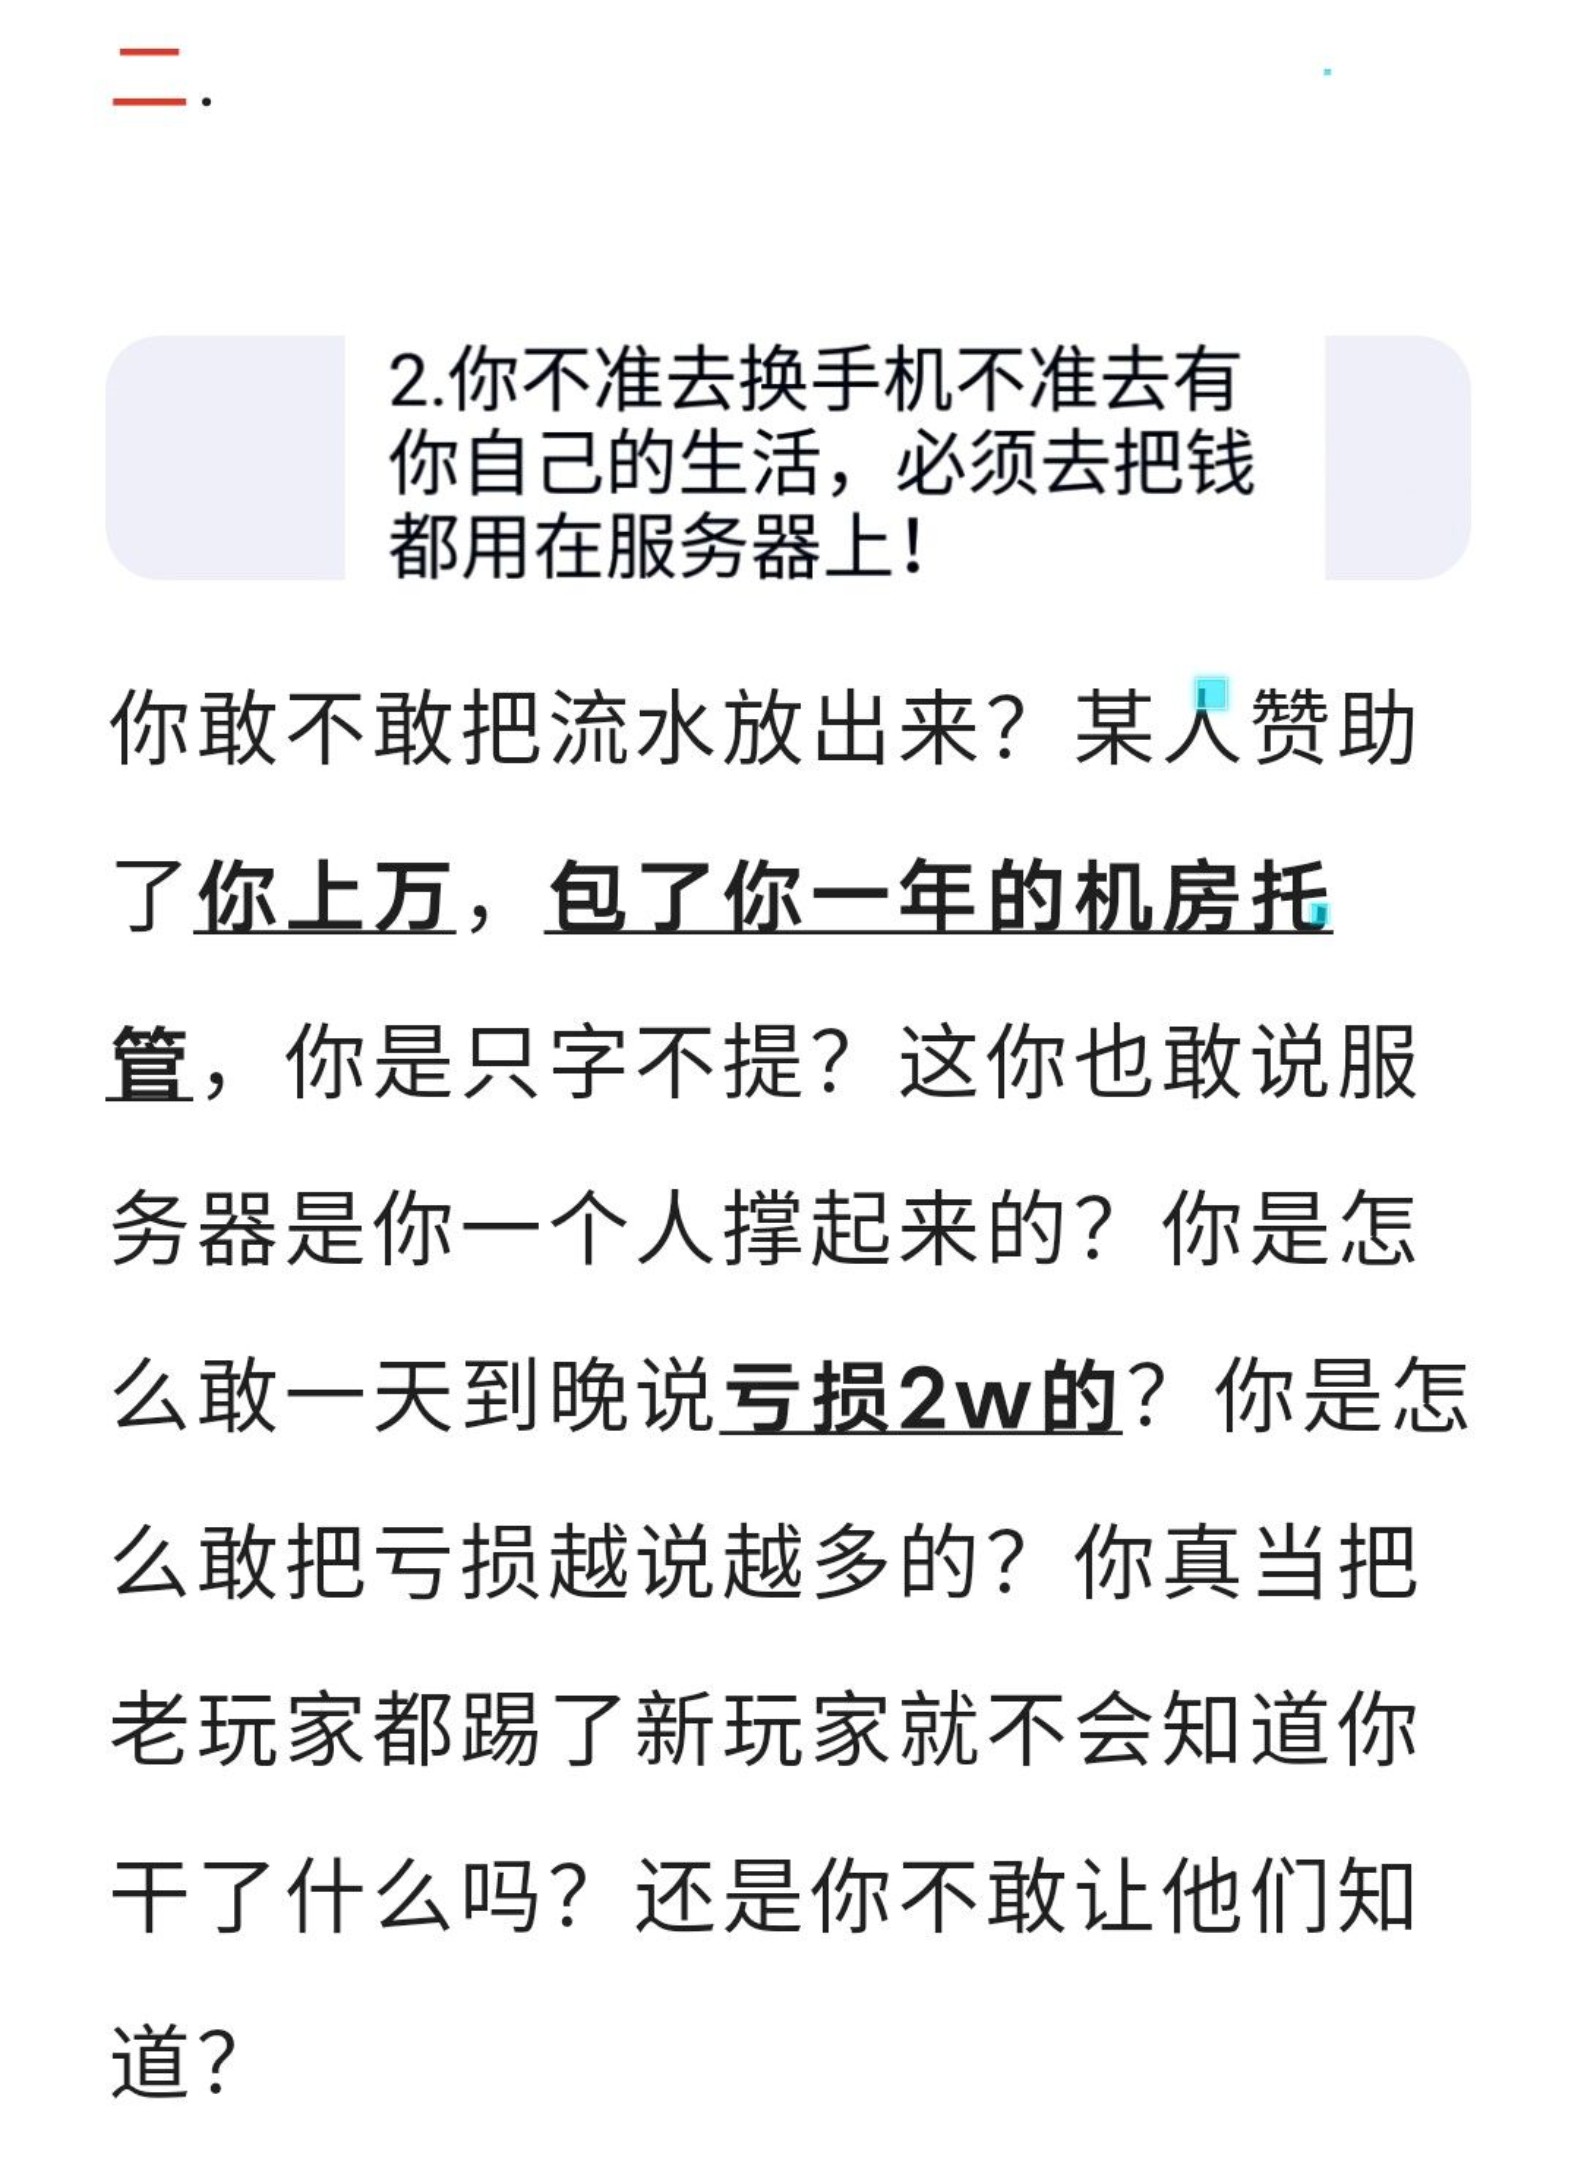 二.
2.你不准去换手机不准去有
你自己的生活，必须去把钱
都用在服务器上！
你敢不敢把流水放出来？某人赞助
了你上万，包了你一年的机房托
管，你是只字不提？这你也敢说服
务器是你一个人撑起来的？你是怎
么敢一天到晚说亏损2w的？你是怎
么敢把亏损越说越多的？你真当把
老玩家都踢了新玩家就不会知道你
干了什么吗？还是你不敢让他们知
道？